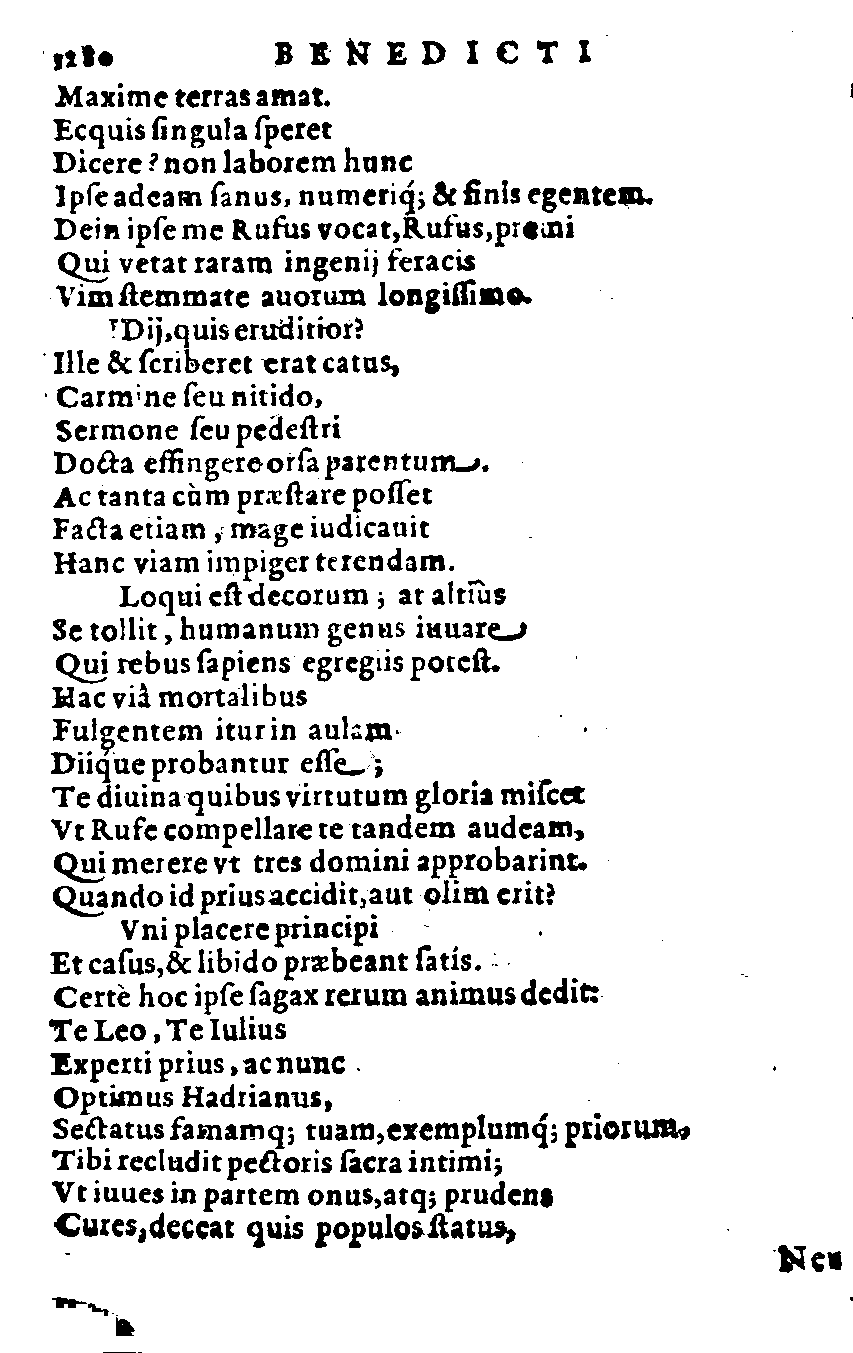 1280 BENEDICTI
Maxime terras amat.
Ecquis ſingula ſperet
Dicere? non laborem hunc
Ipſe adeam ſanus, numeriq́; & finis egentem.
Dein ipſe me Rufus vocat, Rufus, premi
Qui vetat raram ingenij feracis
Vim ſtemmate auorum longiſſimo.
Dij, quis eruditior?
Ille & ſcriberet erat catus,
Carmine ſeu nitido,
Sermone ſeu pedeſtri
Docta effingere orſa parentum.
Ac tanta cùm præſtare poſſet
Facta etiam, mage iudicauit
Hanc viam impiger terendam.
Loqui eſt decorum; at altiùs
Se tollit, humanum genus iuuare
Qui rebus ſapiens egregiis poteſt.
Hac viâ mortalibus
Fulgentem itur in aulam
Diiq́ue probantur eſſe;
Te diuina quibus virtutum gloria miſcet
Vt Rufe compellare te tandem audeam,
Qui merere vt tres domini approbarint.
Quando id prius accidit, aut olim erit?
Vni placere principi
Et caſus, & libido præbeant ſatis.
Certè hoc ipſe ſagax rerum animus dedit:
Te Leo, Te Iulius
Experti prius, ac nunc
Optimus Hadrianus,
Sectatus famamq; tuam, exemplumq́; priorum,
Tibi recludit pectoris ſacra intimi;
Vt iuues in partem onus, atq; prudens
Cures, deceat quis populos ſtatus,
Neu